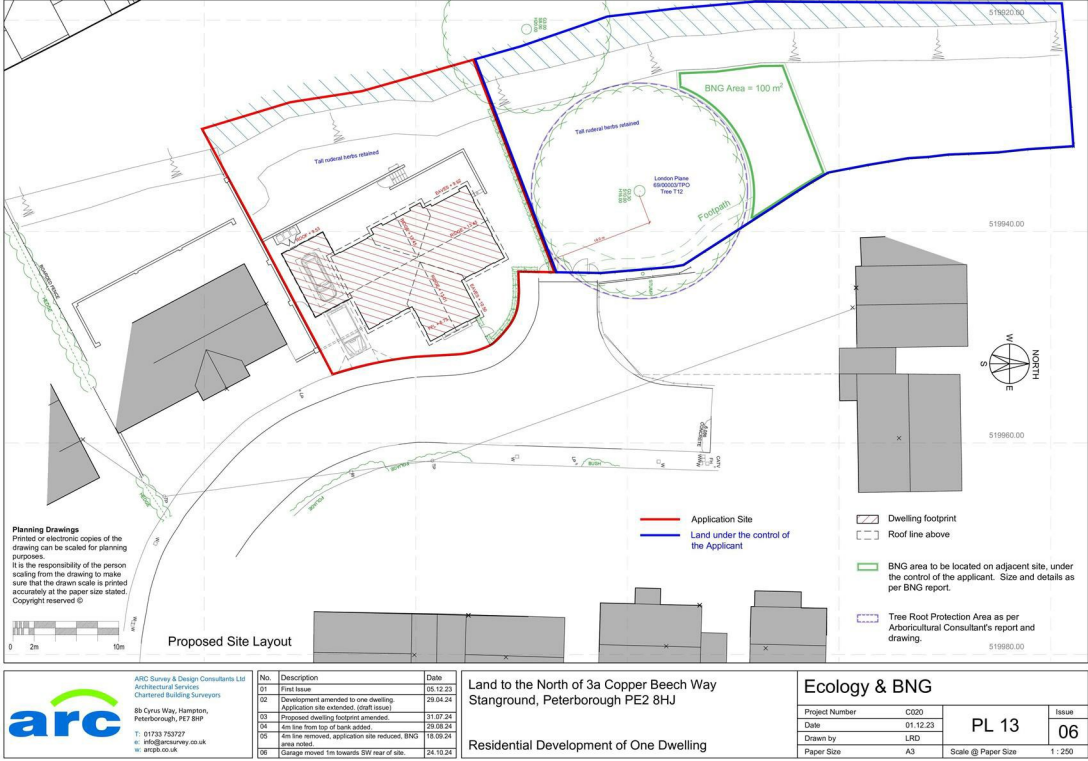 519920.00
BNG Area = 100 m²
Tall ruderal herbs retained
Tall ruderal herbs retained
London Plane
69/00003/TPO
Tree T12
Footpath
519940.00
BOARDED FENCE
HEDGE
HEDGE
NORTH
W
S
E
519960.00
FOLIAGE
FOLIAGE
BUSH
LP
Application Site
Land under the control of
the Applicant
Dwelling footprint
Roof line above
BNG area to be located on adjacent site, under
the control of the applicant. Size and details as
per BNG report.
Tree Root Protection Area as per
Arboricultural Consultant's report and
drawing.
519980.00
Planning Drawings
Printed or electronic copies of the
drawing can be scaled for planning
purposes.
It is the responsibility of the person
scaling from the drawing to make
sure that the drawn scale is printed
accurately at the paper size stated.
Copyright reserved ©
0 2m 10m
Proposed Site Layout
arc
ARC Survey & Design Consultants Ltd
Architectural Services
Chartered Building Surveyors
8b Cyrus Way, Hampton,
Peterborough, PE7 8HP
T: 01733 753727
e: info@arcsurvey.co.uk
w: arcpb.co.uk
No. Description Date
01 First Issue 05.12.23
02 Development amended to one dwelling. 29.04.24
Application site extended. (draft issue)
03 Proposed dwelling footprint amended. 31.07.24
04 4m line from top of bank added. 29.08.24
05 4m line removed, application site reduced, BNG 18.09.24
area noted.
06 Garage moved 1m towards SW rear of site. 24.10.24
Land to the North of 3a Copper Beech Way
Stanground, Peterborough PE2 8HJ
Residential Development of One Dwelling
Ecology & BNG
Project Number C020
Date 01.12.23
Drawn by LRD
Paper Size A3
PL 13
Scale @ Paper Size 1 : 250
Issue
06